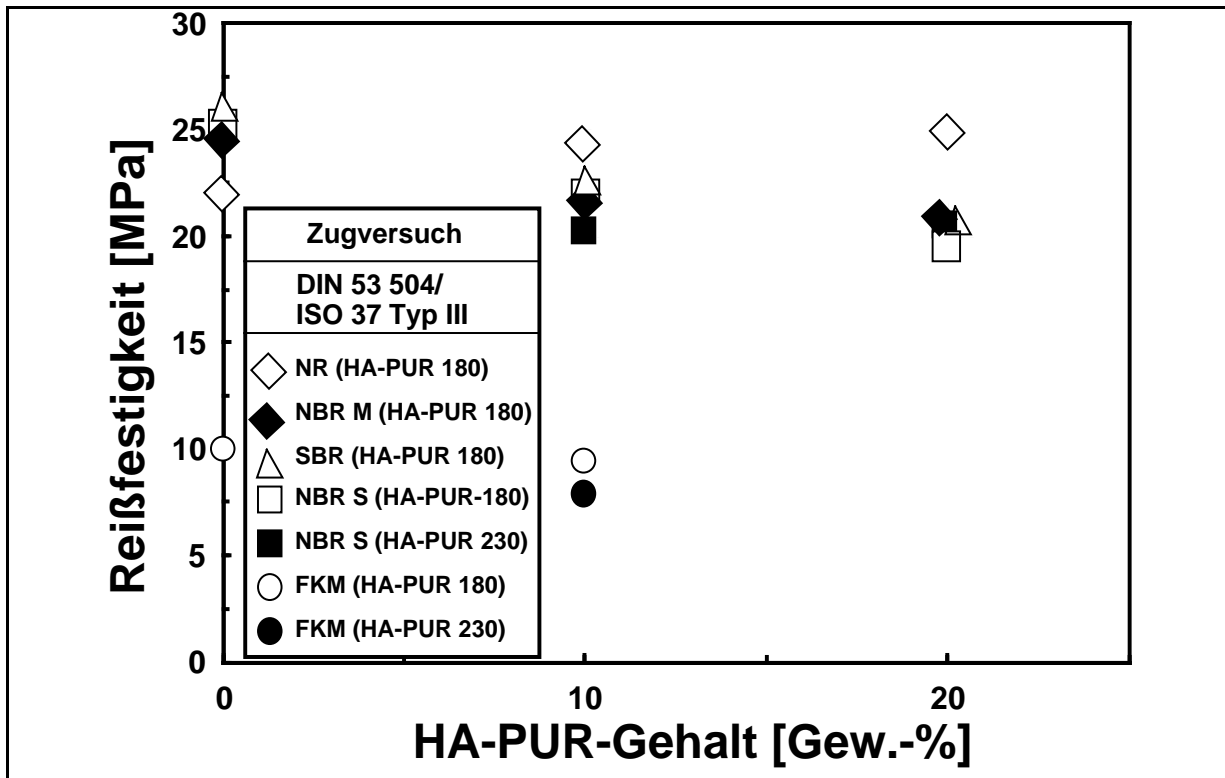 Reißfestigkeit [MPa]
30
25
20
15
10
5
0
Zugversuch
DIN 53 504/
ISO 37 Typ III
NR (HA-PUR 180)
NBR M (HA-PUR 180)
SBR (HA-PUR 180)
NBR S (HA-PUR-180)
NBR S (HA-PUR 230)
FKM (HA-PUR 180)
FKM (HA-PUR 230)
0 10 20
HA-PUR-Gehalt [Gew.-%]